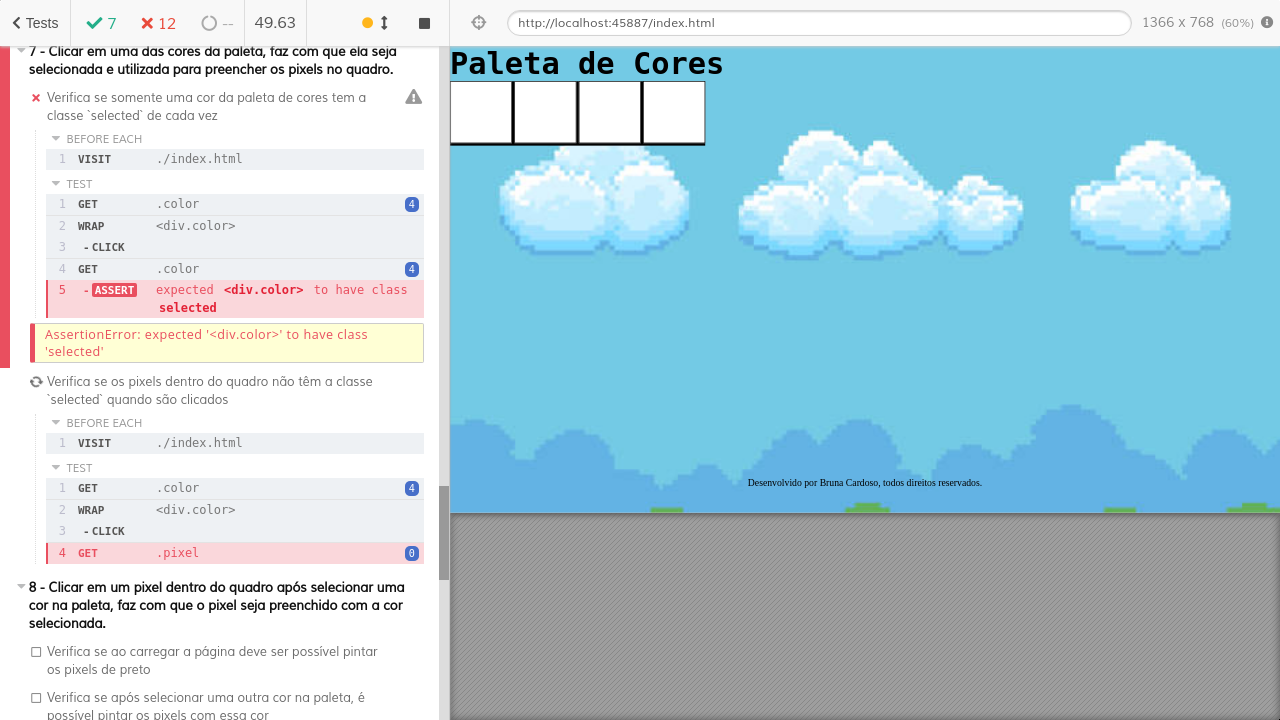 Tests
7
12
--
49.63
http://localhost:45887/index.html
1366 x 768 (60%)
7 - Clicar em uma das cores da paleta, faz com que ela seja
selecionada e utilizada para preencher os pixels no quadro.
Verifica se somente uma cor da paleta de cores tem a
classe `selected` de cada vez
BEFORE EACH
1 VISIT ./index.html
TEST
1 GET .color 4
2 WRAP <div.color>
3 -CLICK
4 GET .color 4
5 -ASSERT expected <div.color> to have class
selected
AssertionError: expected '<div.color>' to have class
'selected'
Verifica se os pixels dentro do quadro não têm a classe
`selected` quando são clicados
BEFORE EACH
1 VISIT ./index.html
TEST
1 GET .color 4
2 WRAP <div.color>
3 -CLICK
4 GET .pixel 0
8 - Clicar em um pixel dentro do quadro após selecionar uma
cor na paleta, faz com que o pixel seja preenchido com a cor
selecionada.
Verifica se ao carregar a página deve ser possível pintar
os pixels de preto
Verifica se após selecionar uma outra cor na paleta, é
possível pintar os pixels com essa cor
Paleta de Cores
Desenvolvido por Bruna Cardoso, todos direitos reservados.